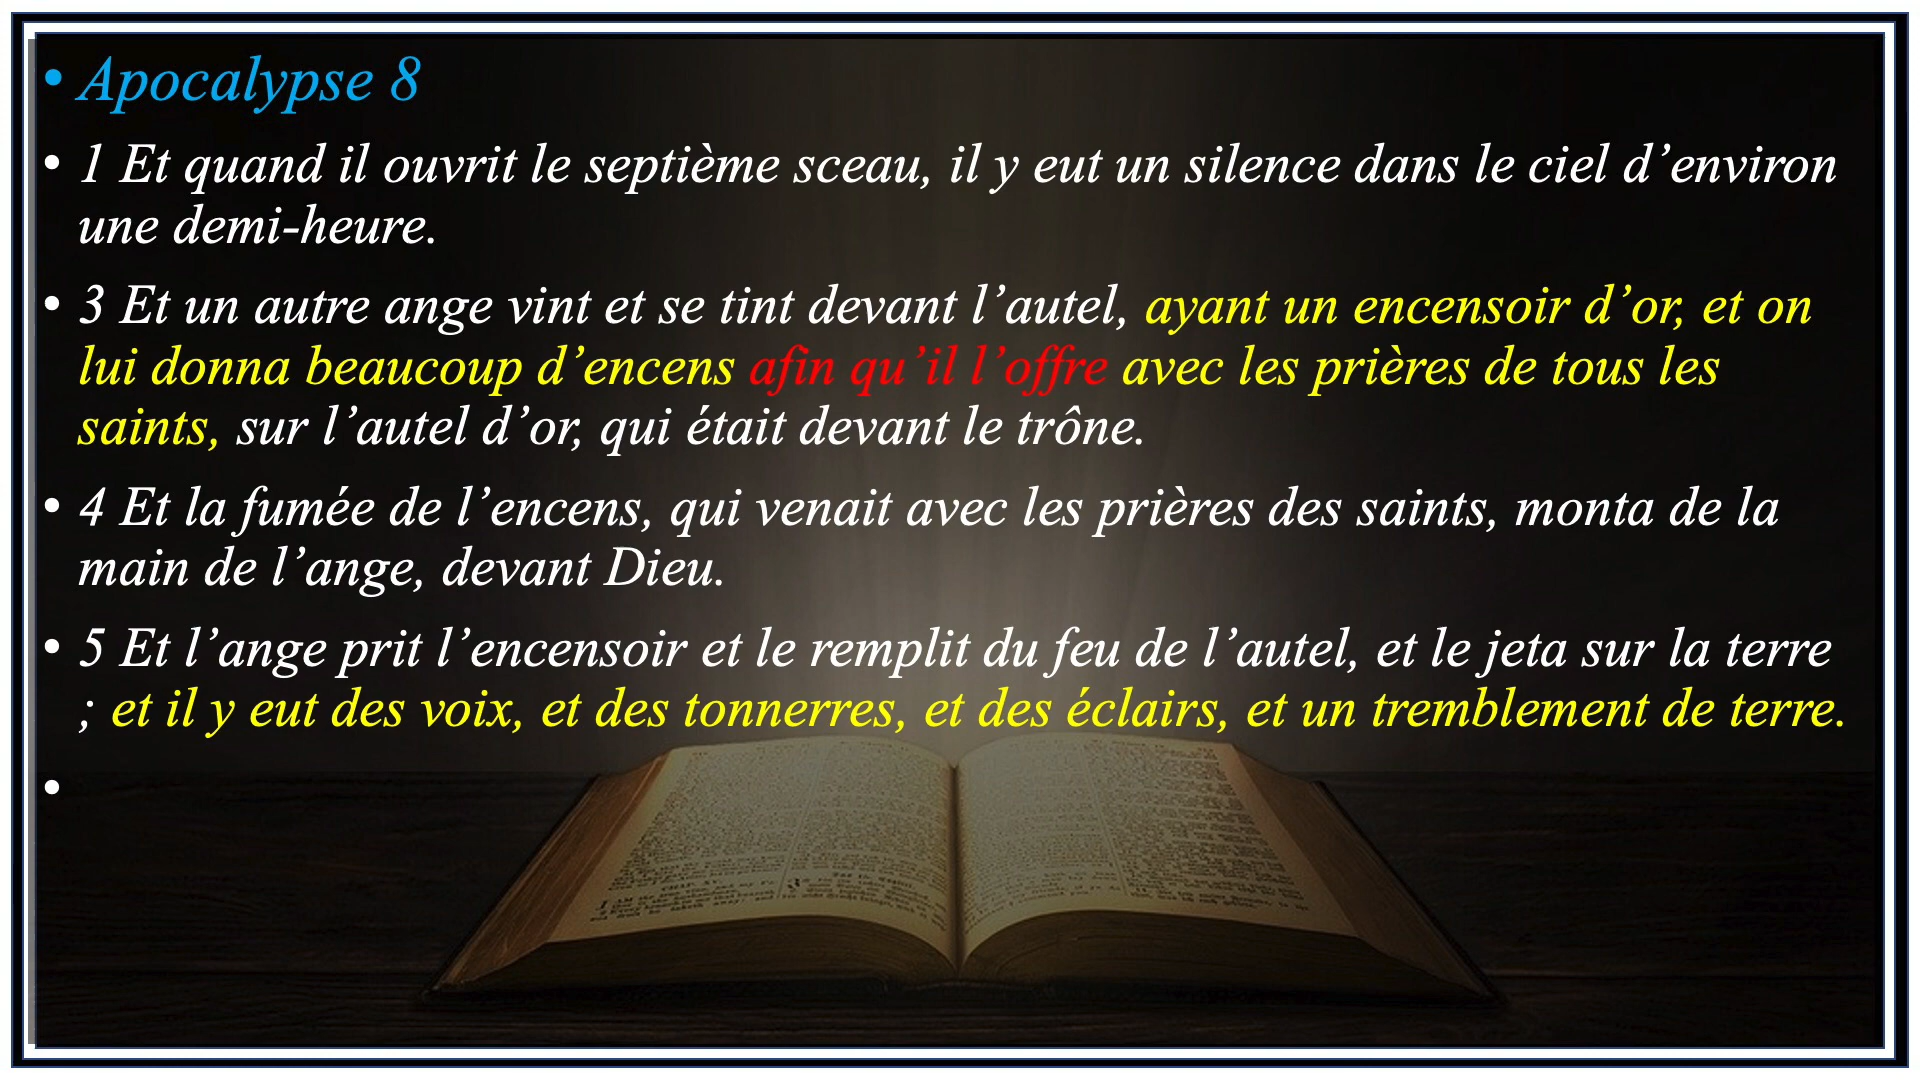 • Apocalypse 8
• 1 Et quand il ouvrit le septième sceau, il y eut un silence dans le ciel d’environ
une demi-heure.
• 3 Et un autre ange vint et se tint devant l’autel, ayant un encensoir d’or, et on
lui donna beaucoup d’encens afin qu’il l’offre avec les prières de tous les
saints, sur l’autel d’or, qui était devant le trône.
• 4 Et la fumée de l’encens, qui venait avec les prières des saints, monta de la
main de l’ange, devant Dieu.
• 5 Et l’ange prit l’encensoir et le remplit du feu de l’autel, et le jeta sur la terre
; et il y eut des voix, et des tonnerres, et des éclairs, et un tremblement de terre.
•